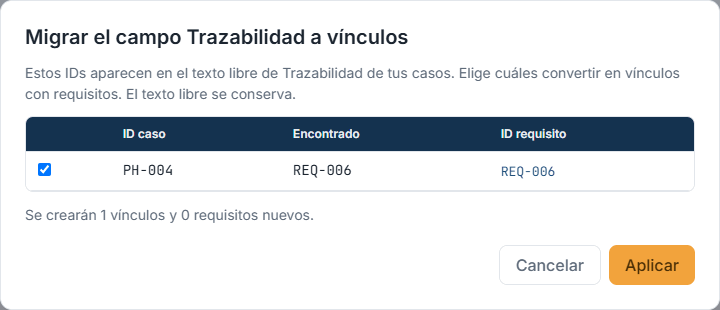 Migrar el campo Trazabilidad a vínculos
Estos IDs aparecen en el texto libre de Trazabilidad de tus casos. Elige cuáles convertir en vínculos
con requisitos. El texto libre se conserva.
ID caso Encontrado ID requisito
PH-004 REQ-006 REQ-006
Se crearán 1 vínculos y 0 requisitos nuevos.
Cancelar Aplicar